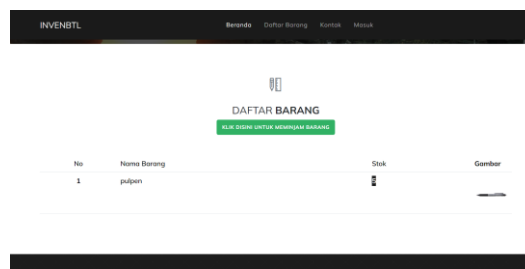 INVENBTL Beranda Daftar Barang Kontak Masuk
DAFTAR BARANG
KLIK DISINI UNTUK MEMINJAM BARANG
No Nama Barang Stok Gambar
1 pulpen